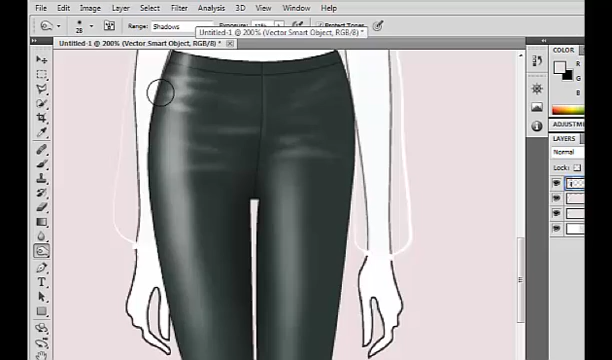 File Edit Image Layer Select Filter Analysis 3D View Window Help
28 Range: Shadows Exposure: Protect Tones
Untitled-1 @ 200% (Vector Smart Object, RGB/8) *
Untitled-1 @ 200% (Vector Smart Object, RGB/8) * x
COLOR
R
G
B
ADJUSTM
LAYERS
Normal
Lock:
T